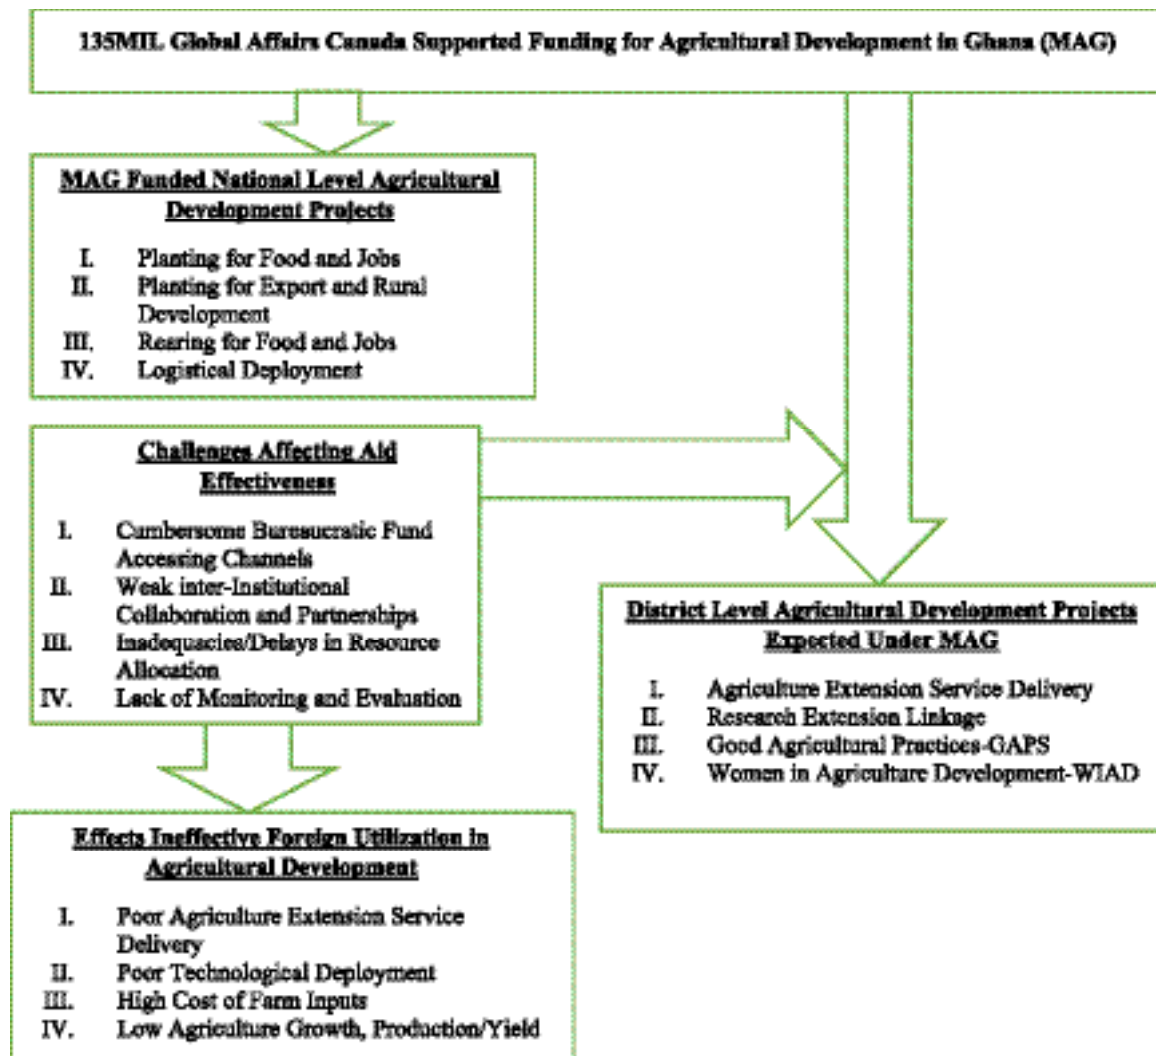 135MIL Global Affairs Canada Supported Funding for Agricultural Development in Ghana (MAG)
MAG Funded National Level Agricultural
Development Projects
I. Planting for Food and Jobs
II. Planting for Export and Rural
Development
III. Rearing for Food and Jobs
IV. Logistical Deployment
Challenges Affecting Aid
Effectiveness
I. Cumbersome Bureaucratic Fund
Accessing Channels
II. Weak inter-Institutional
Collaboration and Partnerships
III. Inadequacies/Delays in Resource
Allocation
IV. Lack of Monitoring and Evaluation
District Level Agricultural Development Projects
Expected Under MAG
I. Agriculture Extension Service Delivery
II. Research Extension Linkage
III. Good Agricultural Practices-GAPS
IV. Women in Agriculture Development-WIAD
Effects Ineffective Foreign Utilization in
Agricultural Development
I. Poor Agriculture Extension Service
Delivery
II. Poor Technological Deployment
III. High Cost of Farm Inputs
IV. Low Agriculture Growth, Production/Yield